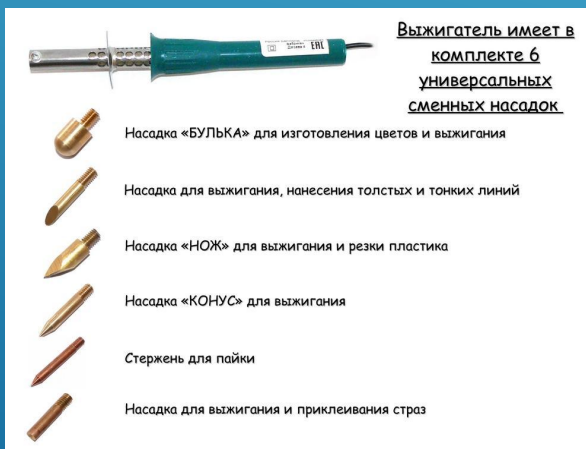 Выжигатель имеет в
комплекте 6
универсальных
сменных насадок
ЕАС
Насадка «БУЛЬКА» для изготовления цветов и выжигания
Насадка для выжигания, нанесения толстых и тонких линий
Насадка «НОЖ» для выжигания и резки пластика
Насадка «КОНУС» для выжигания
Стержень для пайки
Насадка для выжигания и приклеивания страз